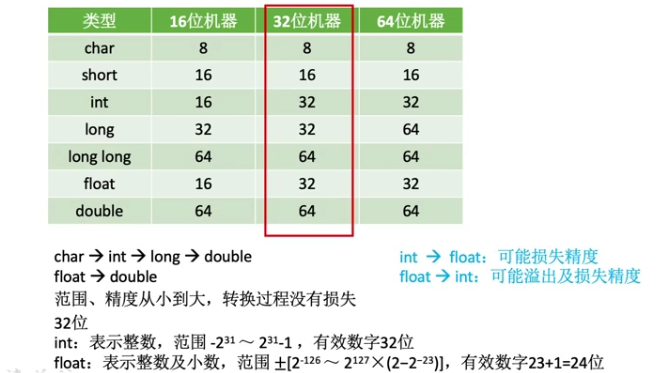 类型 16位机器 32位机器 64位机器
char 8 8 8
short 16 16 16
int 16 32 32
long 32 32 64
long long 64 64 64
float 16 32 32
double 64 64 64
char → int → long → double
int → float：可能损失精度
float → double
float → int：可能溢出及损失精度
范围、精度从小到大，转换过程没有损失
32位
int：表示整数，范围 -2³¹ ～ 2³¹-1 ，有效数字32位
float：表示整数及小数，范围 ±[2⁻¹²⁶ ～ 2¹²⁷×(2−2⁻²³)]，有效数字23+1=24位